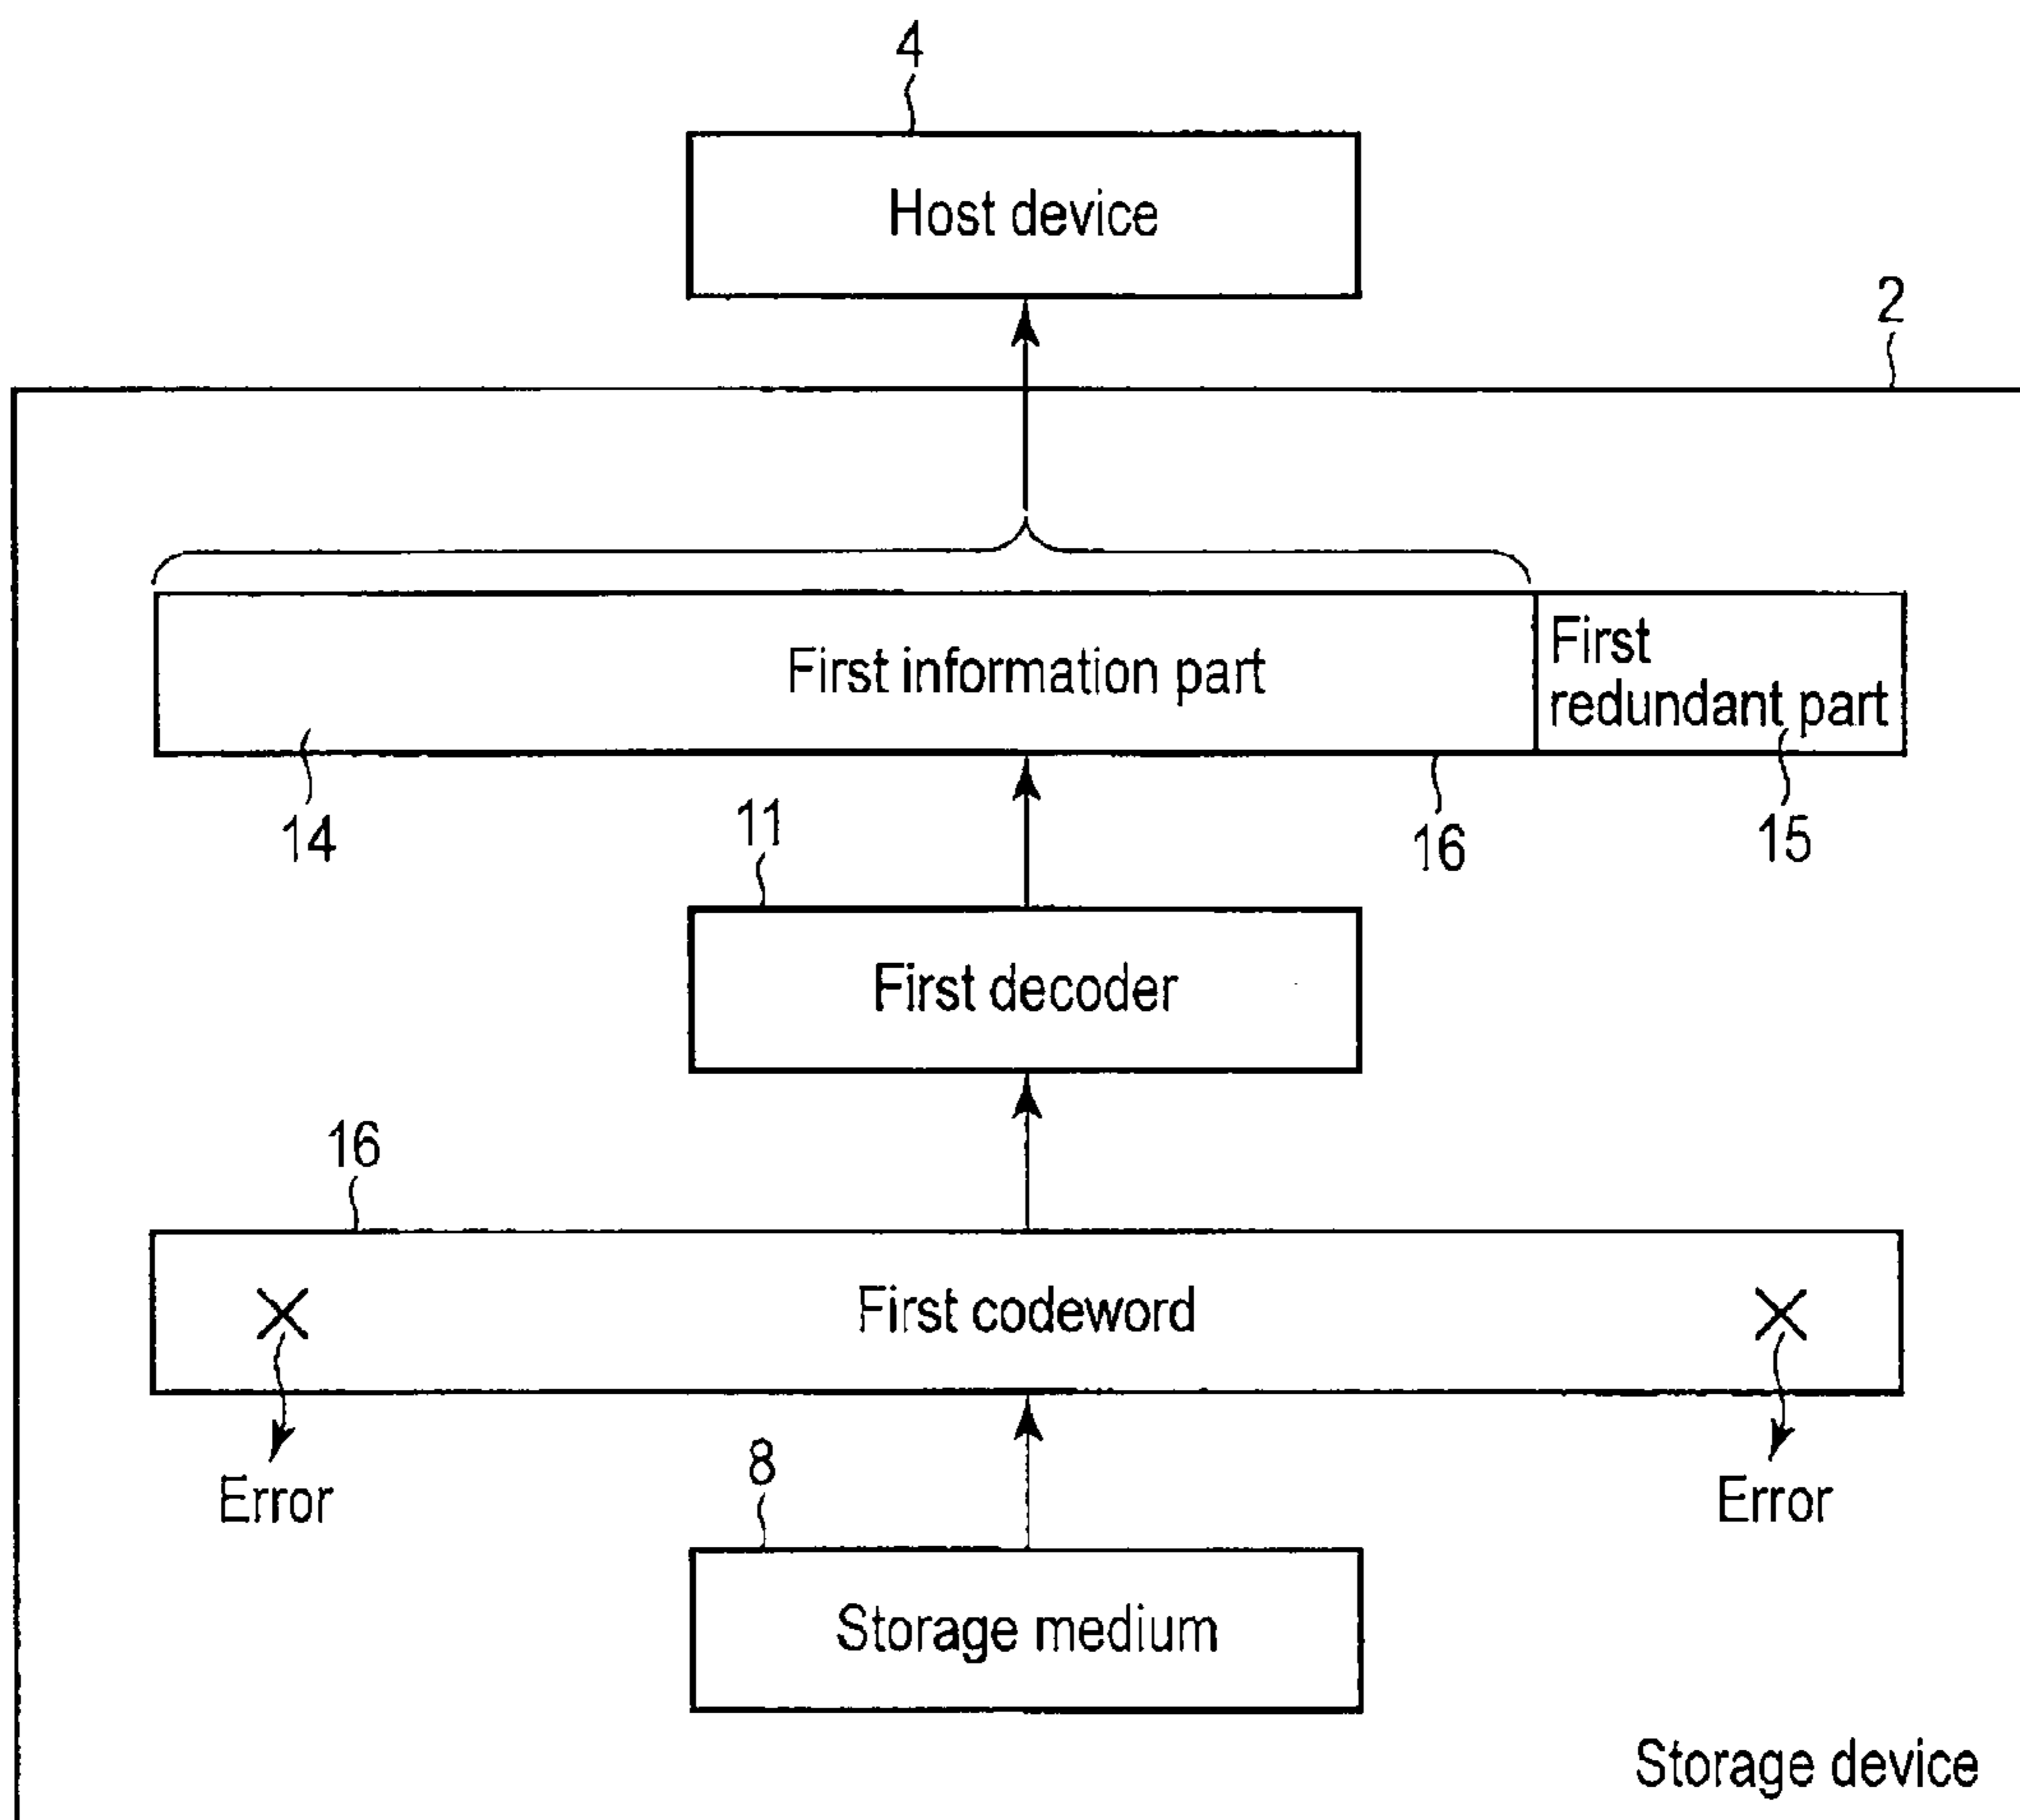 4
Host device
2
First information part
First
redundant part
14
11
16
15
First decoder
16
First codeword
Error
8
Error
Storage medium
Storage device